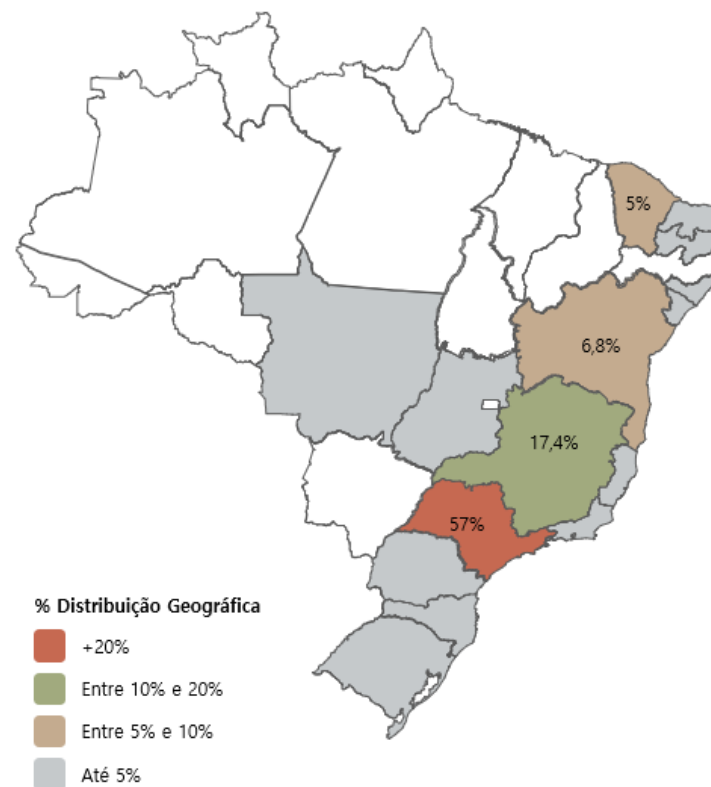 5%
6,8%
17,4%
57%
% Distribuição Geográfica
+20%
Entre 10% e 20%
Entre 5% e 10%
Até 5%